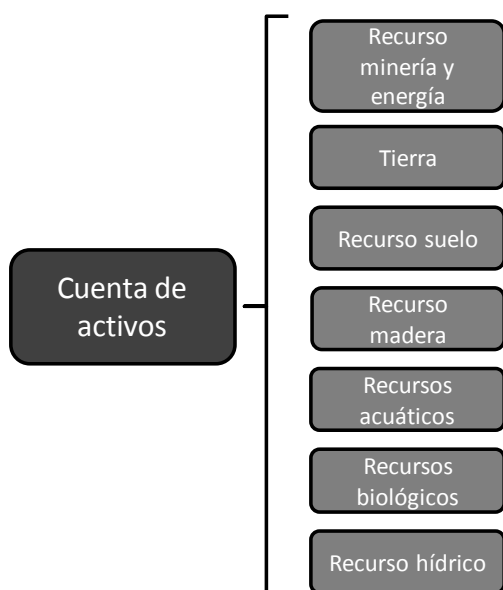 Cuenta de
activos
Recurso
minería y
energía
Tierra
Recurso suelo
Recurso
madera
Recursos
acuáticos
Recursos
biológicos
Recurso hídrico